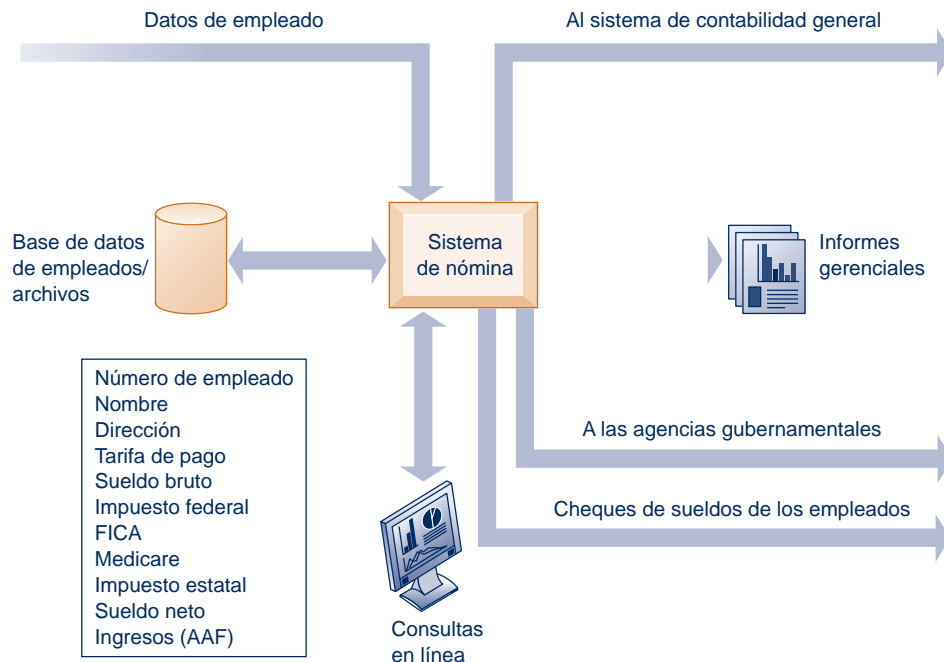 Datos de empleado
Al sistema de contabilidad general
Base de datos
de empleados/
archivos
Sistema
de nómina
Informes
gerenciales
Número de empleado
Nombre
Dirección
Tarifa de pago
Sueldo bruto
Impuesto federal
FICA
Medicare
Impuesto estatal
Sueldo neto
Ingresos (AAF)
A las agencias gubernamentales
Cheques de sueldos de los empleados
Consultas
en línea